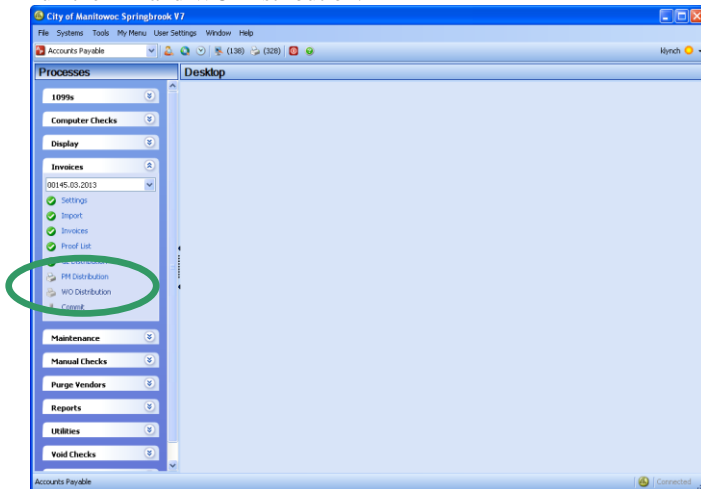 City of Manitowoc Springbrook V7
File Systems Tools My Menu User Settings Window Help
Accounts Payable (138) (328) klynch
Processes
Desktop
1099s
Computer Checks
Display
Invoices
00145.03.2013
Settings
Import
Invoices
Proof List
PM Distribution
WO Distribution
Commit
Maintenance
Manual Checks
Purge Vendors
Reports
Utilities
Void Checks
Accounts Payable Connected